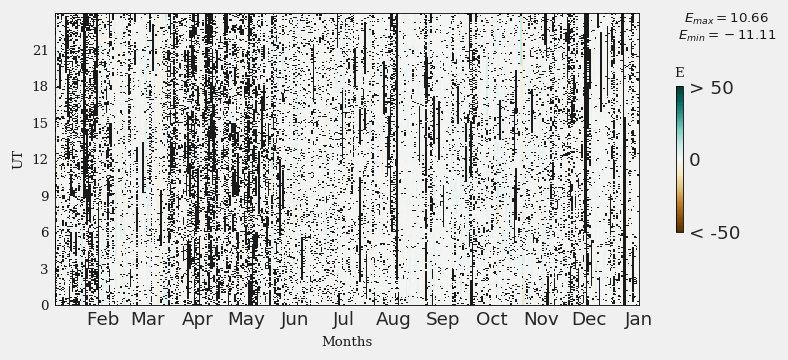 E_max = 10.66
E_min = −11.11
E
> 50
0
< -50
21
18
15
12
9
6
3
0
UT
Feb Mar Apr May Jun Jul Aug Sep Oct Nov Dec Jan
Months